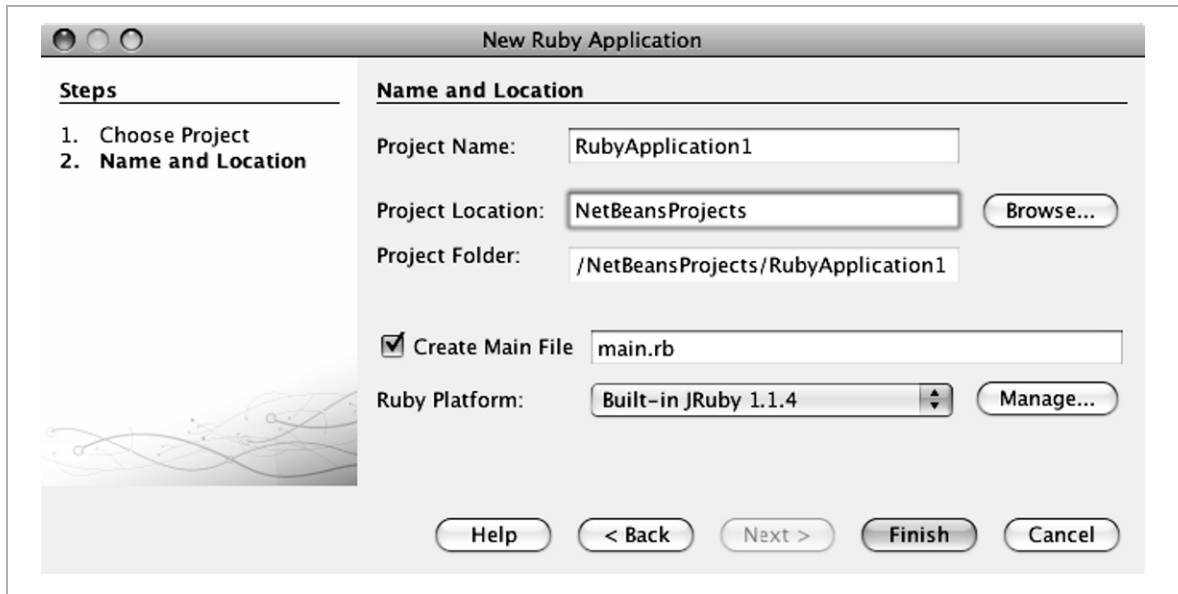 New Ruby Application
Steps
1. Choose Project
2. Name and Location
Name and Location
Project Name: RubyApplication1
Project Location: NetBeansProjects Browse...
Project Folder: /NetBeansProjects/RubyApplication1
Create Main File main.rb
Ruby Platform: Built-in JRuby 1.1.4 Manage...
Help < Back Next > Finish Cancel